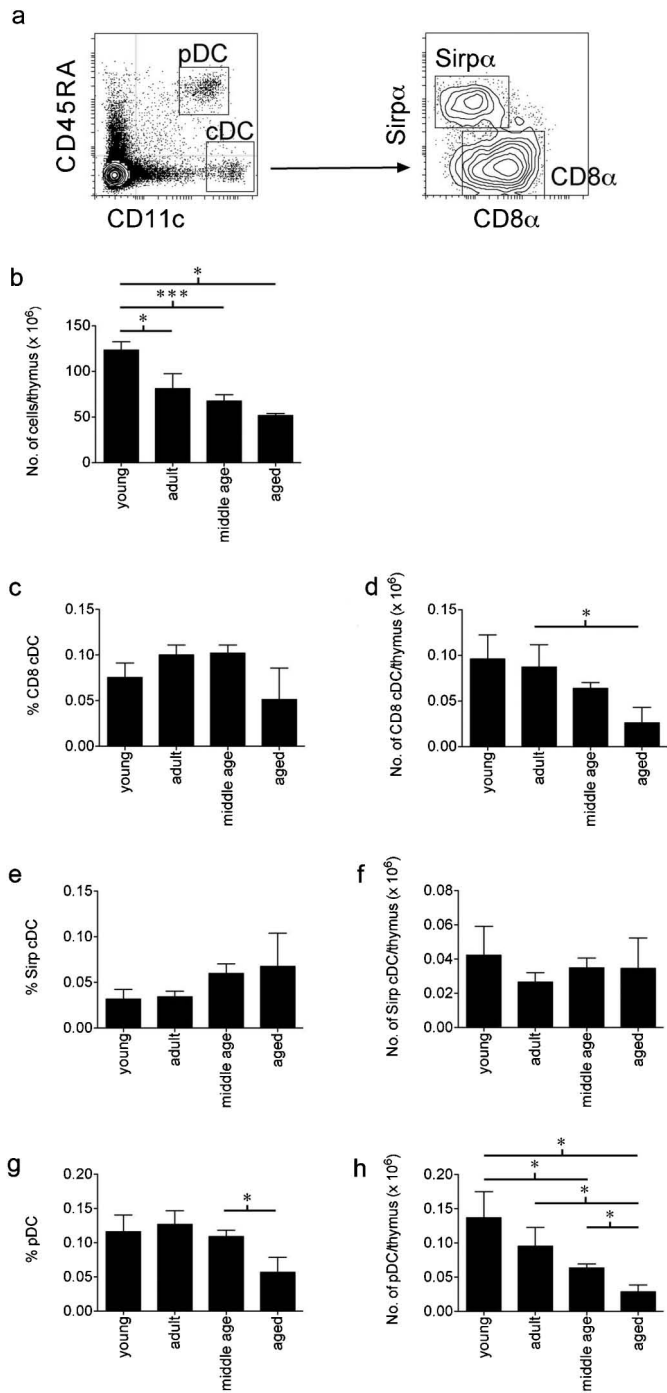 a
CD45RA
pDC
cDC
CD11c
Sirpα
Sirpα
CD8α
CD8α
b
No. of cells/thymus (x 10⁶)
150
100
50
0
*
***
*
young
adult
middle age
aged
c
% CD8 cDC
0.15
0.10
0.05
0.00
young
adult
middle age
aged
d
No. of CD8 cDC/thymus (x 10⁶)
0.15
0.10
0.05
0.00
*
young
adult
middle age
aged
e
% Sirp cDC
0.15
0.10
0.05
0.00
young
adult
middle age
aged
f
No. of Sirp cDC/thymus (x 10⁶)
0.08
0.06
0.04
0.02
0.00
young
adult
middle age
aged
g
% pDC
0.20
0.15
0.10
0.05
0.00
*
young
adult
middle age
aged
h
No. of pDC/thymus (x 10⁶)
0.20
0.15
0.10
0.05
0.00
*
*
*
*
young
adult
middle age
aged